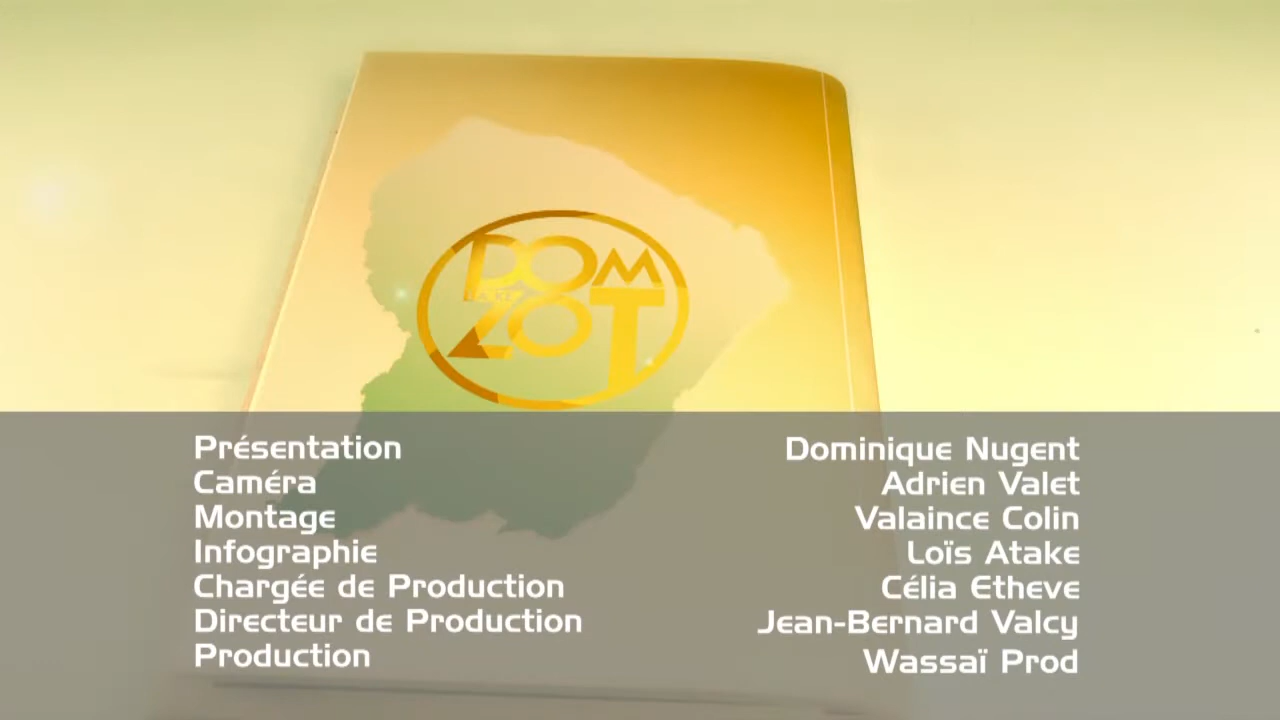 DOM
ZOT
Présentation Dominique Nugent
Caméra Adrien Valet
Montage Valaince Colin
Infographie Loïs Atake
Chargée de Production Célia Etheve
Directeur de Production Jean-Bernard Valcy
Production Wassaï Prod